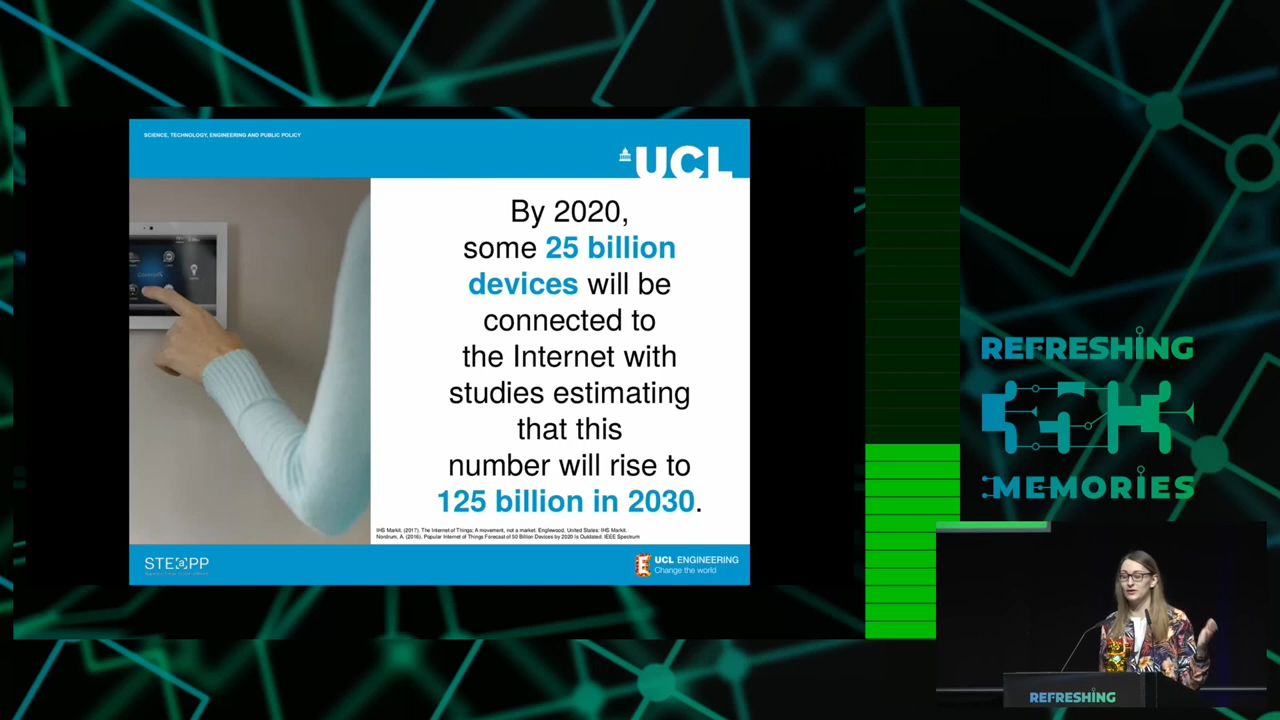 SCIENCE, TECHNOLOGY, ENGINEERING AND PUBLIC POLICY
UCL
By 2020,
some 25 billion
devices will be
connected to
the Internet with
studies estimating
that this
number will rise to
125 billion in 2030.
IHS Markit. (2017). The Internet of Things: A movement, not a market. Englewood, United States: IHS Markit.
Nordrum, A. (2016). Popular Internet of Things Forecast of 50 Billion Devices by 2020 Is Outdated. IEEE Spectrum
STEaPP
UCL ENGINEERING
Change the world
REFRESHING
MEMORIES
REFRESHING